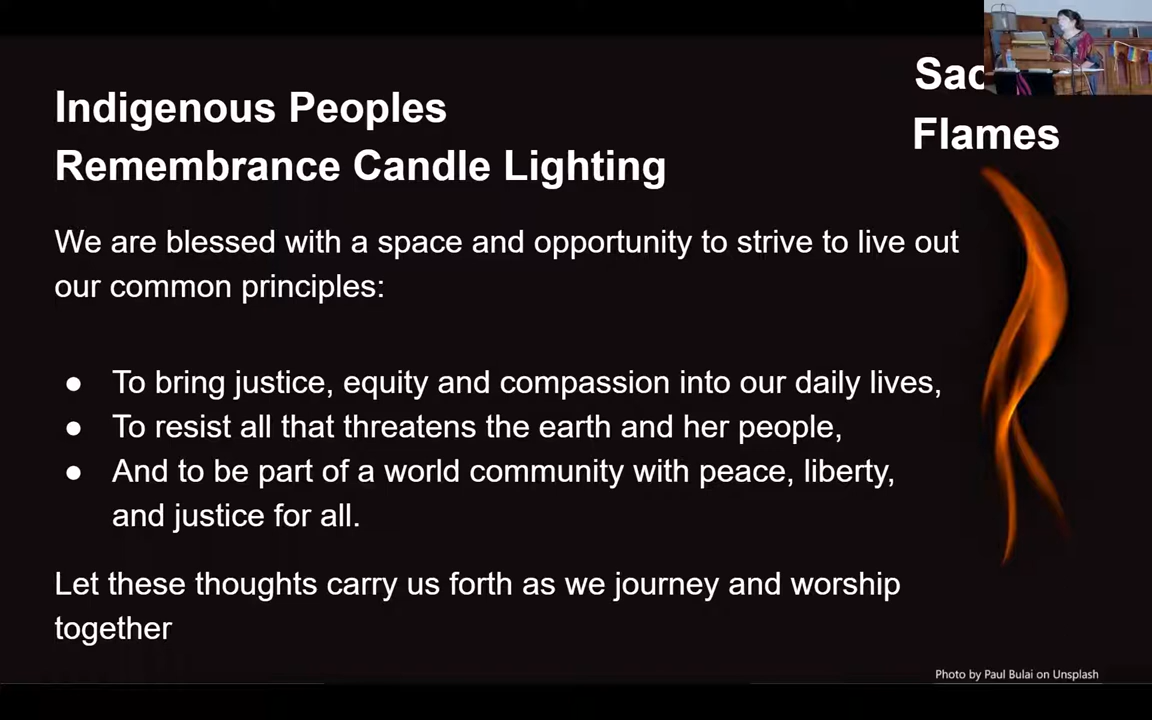 Indigenous Peoples
Remembrance Candle Lighting
Flames
We are blessed with a space and opportunity to strive to live out
our common principles:
● To bring justice, equity and compassion into our daily lives,
● To resist all that threatens the earth and her people,
● And to be part of a world community with peace, liberty,
and justice for all.
Let these thoughts carry us forth as we journey and worship
together
Photo by Paul Bulai on Unsplash